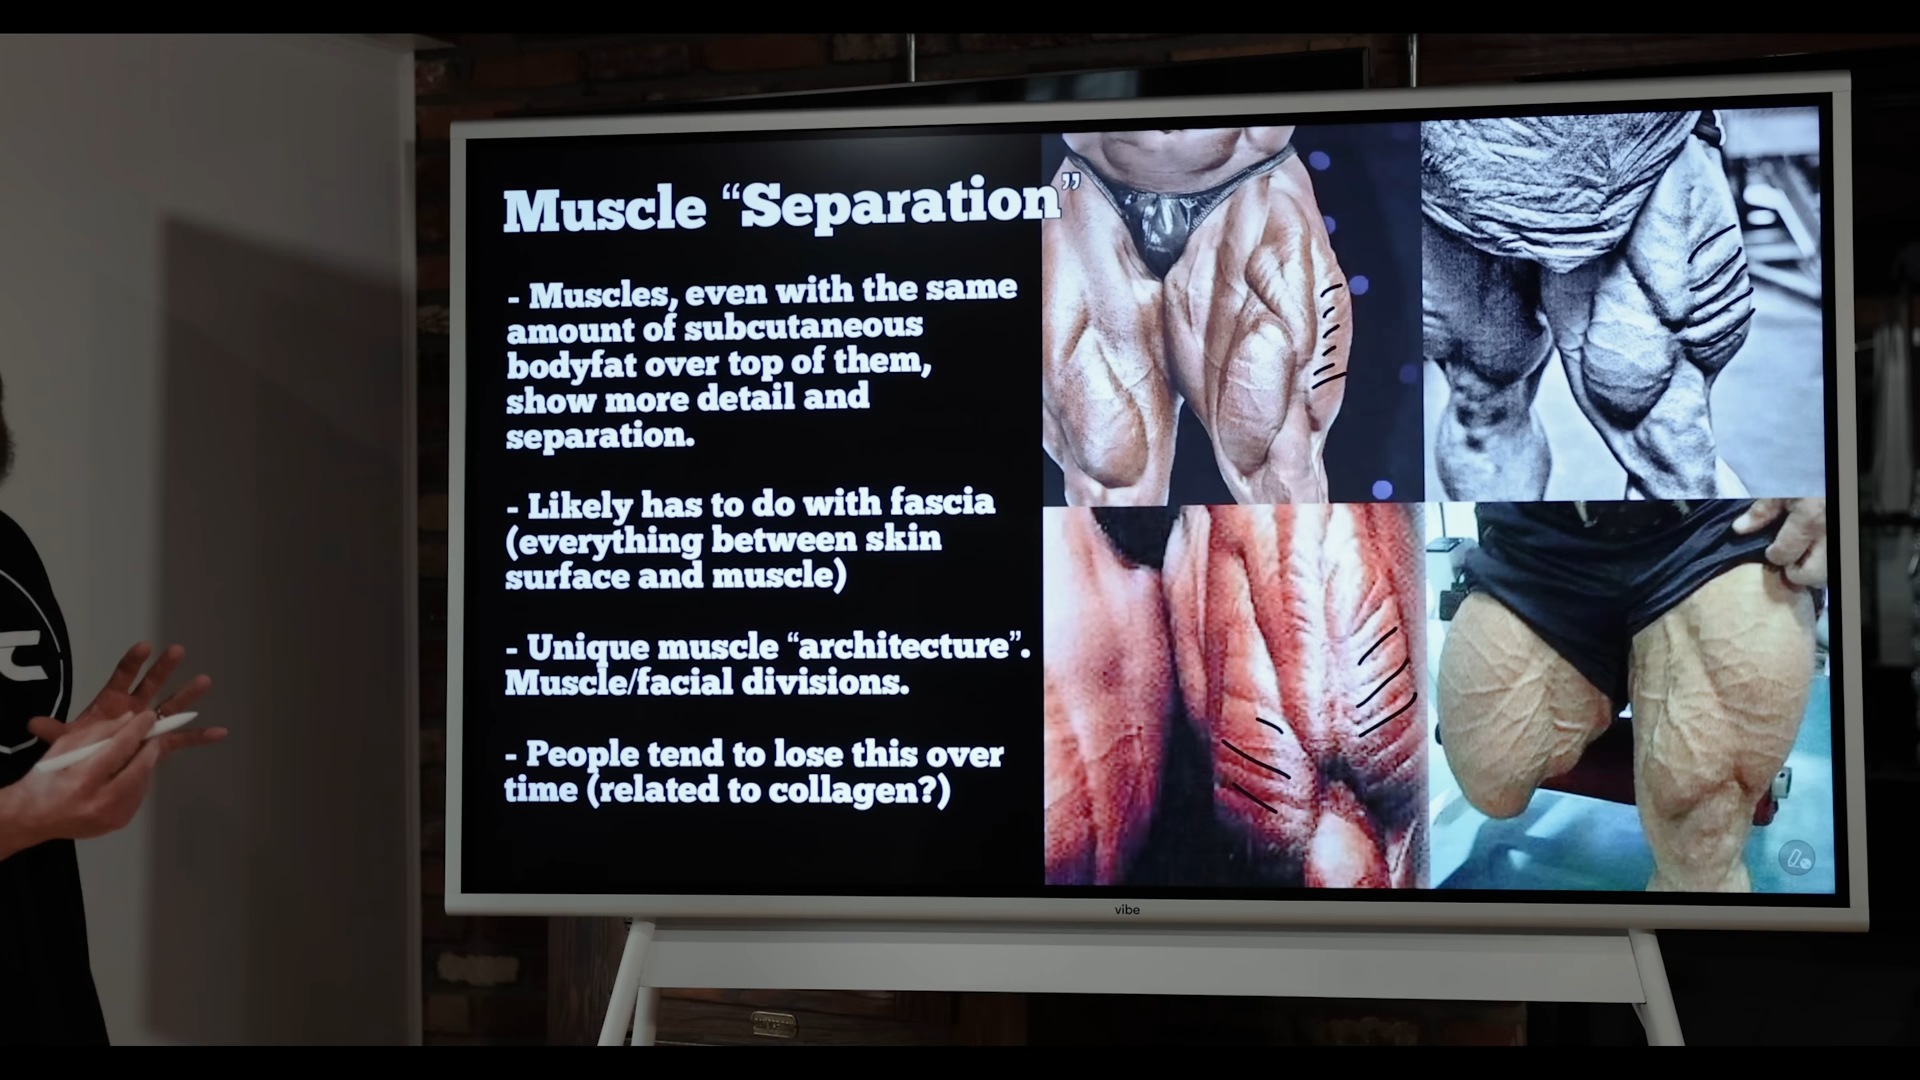 Muscle “Separation”
- Muscles, even with the same
amount of subcutaneous
bodyfat over top of them,
show more detail and
separation.
- Likely has to do with fascia
(everything between skin
surface and muscle)
- Unique muscle “architecture”.
Muscle/facial divisions.
- People tend to lose this over
time (related to collagen?)
vibe